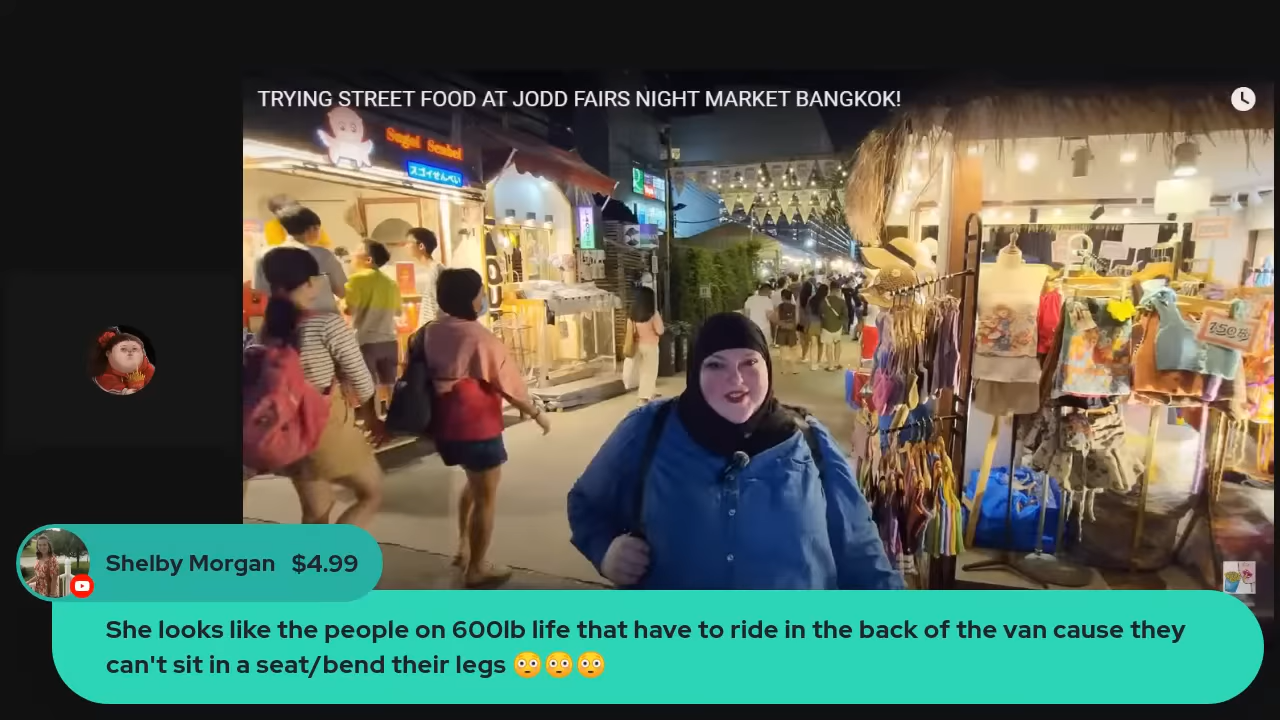 TRYING STREET FOOD AT JODD FAIRS NIGHT MARKET BANGKOK!
Sugoi Senbei
スゴイせんべい
150฿
Shelby Morgan $4.99
She looks like the people on 600lb life that have to ride in the back of the van cause they
can't sit in a seat/bend their legs 😳😳😳